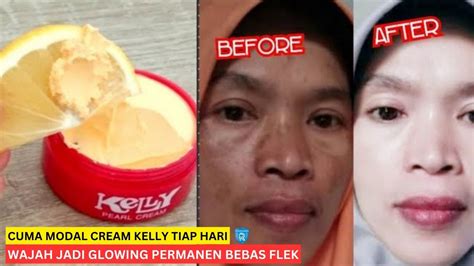 BEFORE
AFTER
KELLY
PEARL CREAM
CUMA MODAL CREAM KELLY TIAP HARI
WAJAH JADI GLOWING PERMANEN BEBAS FLEK